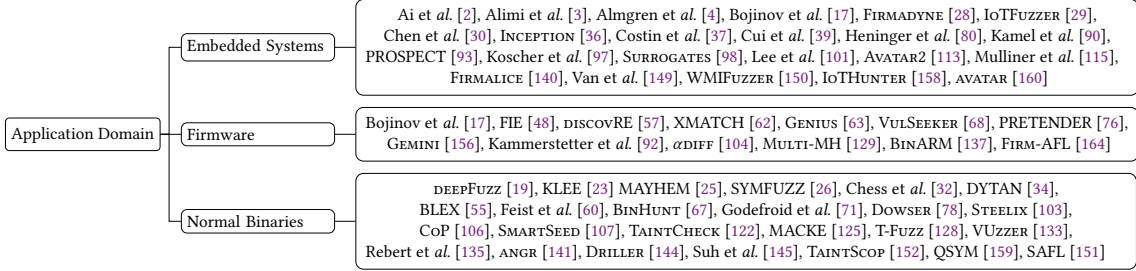 Ai et al. [2], Alimi et al. [3], Almgren et al. [4], Bojinov et al. [17], FIRMADYNE [28], IOTFUZZER [29],
Chen et al. [30], INCEPTION [36], Costin et al. [37], Cui et al. [39], Heninger et al. [80], Kamel et al. [90],
PROSPECT [93], Koscher et al. [97], SURROGATES [98], Lee et al. [101], AVATAR2 [113], Mulliner et al. [115],
FIRMALICE [140], Van et al. [149], WMIFUZZER [150], IOTHUNTER [158], AVATAR [160]
Embedded Systems
Application Domain
Firmware
Bojinov et al. [17], FIE [48], DISCOVRE [57], XMATCH [62], GENIUS [63], VULSEEKER [68], PRETENDER [76],
GEMINI [156], Kammerstetter et al. [92], αDIFF [104], MULTI-MH [129], BINARM [137], FIRM-AFL [164]
Normal Binaries
DEEPFUZZ [19], KLEE [23] MAYHEM [25], SYMFUZZ [26], Chess et al. [32], DYTAN [34],
BLEX [55], Feist et al. [60], BINHUNT [67], Godefroid et al. [71], DOWSER [78], STEELIX [103],
COP [106], SMARTSEED [107], TAINTCHECK [122], MACKE [125], T-FUZZ [128], VUZZER [133],
Rebert et al. [135], ANGR [141], DRILLER [144], Suh et al. [145], TAINTSCOP [152], QSYM [159], SAFL [151]